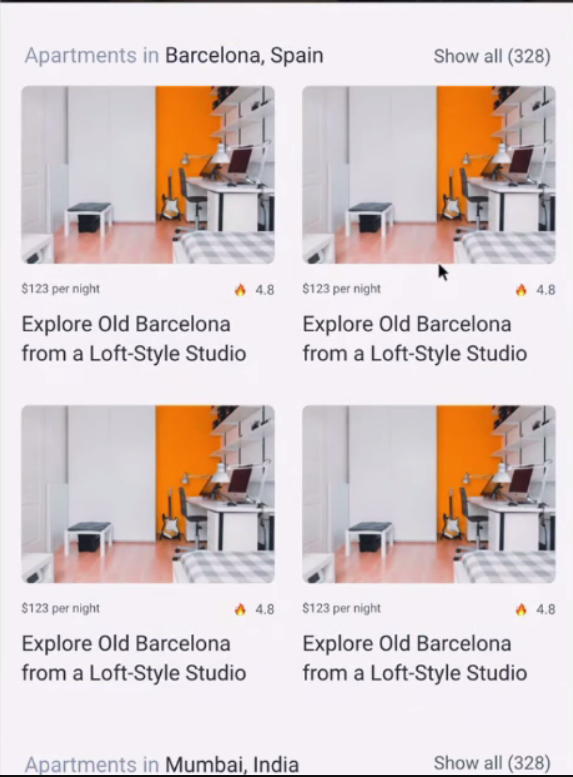 Apartments in Barcelona, Spain Show all (328)
$123 per night 🔥 4.8 $123 per night 🔥 4.8
Explore Old Barcelona Explore Old Barcelona
from a Loft-Style Studio from a Loft-Style Studio
$123 per night 🔥 4.8 $123 per night 🔥 4.8
Explore Old Barcelona Explore Old Barcelona
from a Loft-Style Studio from a Loft-Style Studio
Apartments in Mumbai, India Show all (328)